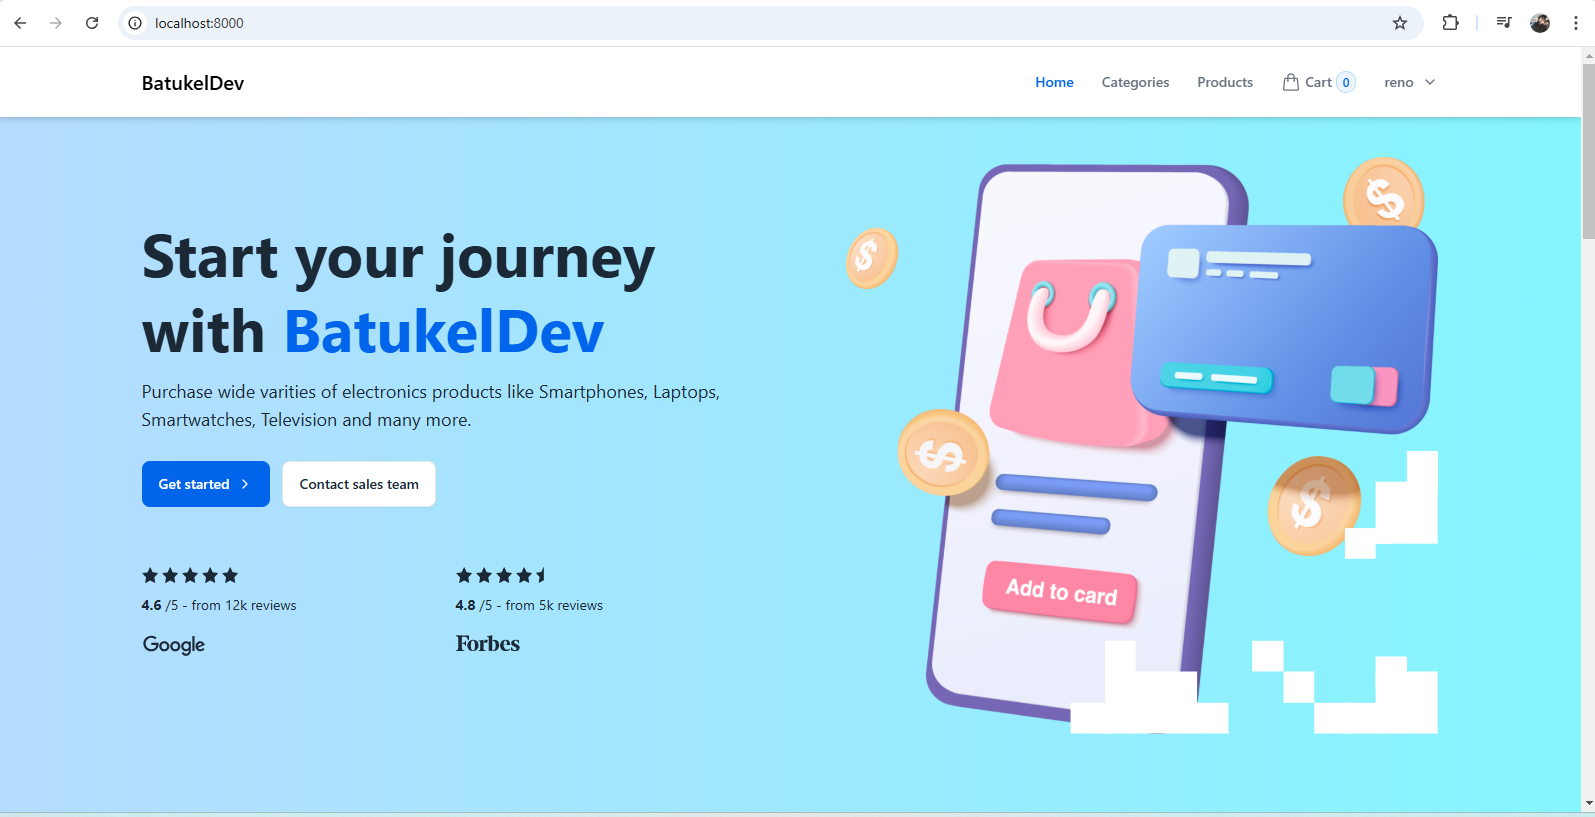 localhost:8000
BatukelDev
Home
Categories
Products
Cart 0
reno
Start your journey
with BatukelDev
Purchase wide varities of electronics products like Smartphones, Laptops,
Smartwatches, Television and many more.
Get started
Contact sales team
4.6 /5 - from 12k reviews
4.8 /5 - from 5k reviews
Google
Forbes
$
$
$
$
Add to card